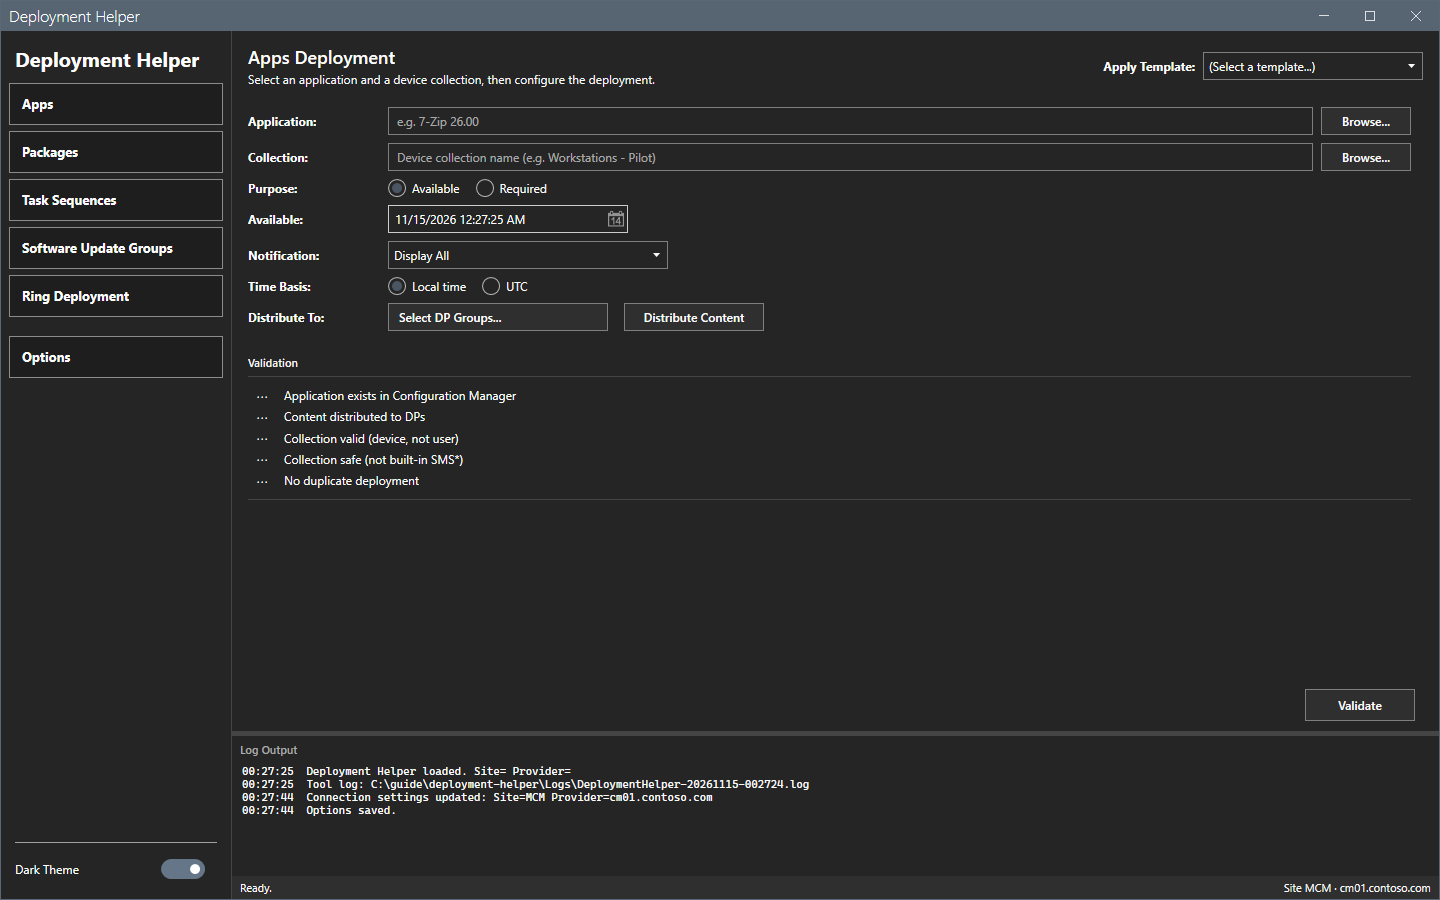 Deployment Helper
Deployment Helper
Apps
Packages
Task Sequences
Software Update Groups
Ring Deployment
Options
Dark Theme
Apps Deployment
Select an application and a device collection, then configure the deployment.
Apply Template: (Select a template...)
Application: e.g. 7-Zip 26.00 Browse...
Collection: Device collection name (e.g. Workstations - Pilot) Browse...
Purpose: Available Required
Available: 11/15/2026 12:27:25 AM 14
Notification: Display All
Time Basis: Local time UTC
Distribute To: Select DP Groups... Distribute Content
Validation
... Application exists in Configuration Manager
... Content distributed to DPs
... Collection valid (device, not user)
... Collection safe (not built-in SMS*)
... No duplicate deployment
Validate
Log Output
00:27:25 Deployment Helper loaded. Site= Provider=
00:27:25 Tool log: C:\guide\deployment-helper\Logs\DeploymentHelper-20261115-002724.log
00:27:44 Connection settings updated: Site=MCM Provider=cm01.contoso.com
00:27:44 Options saved.
Ready. Site MCM · cm01.contoso.com